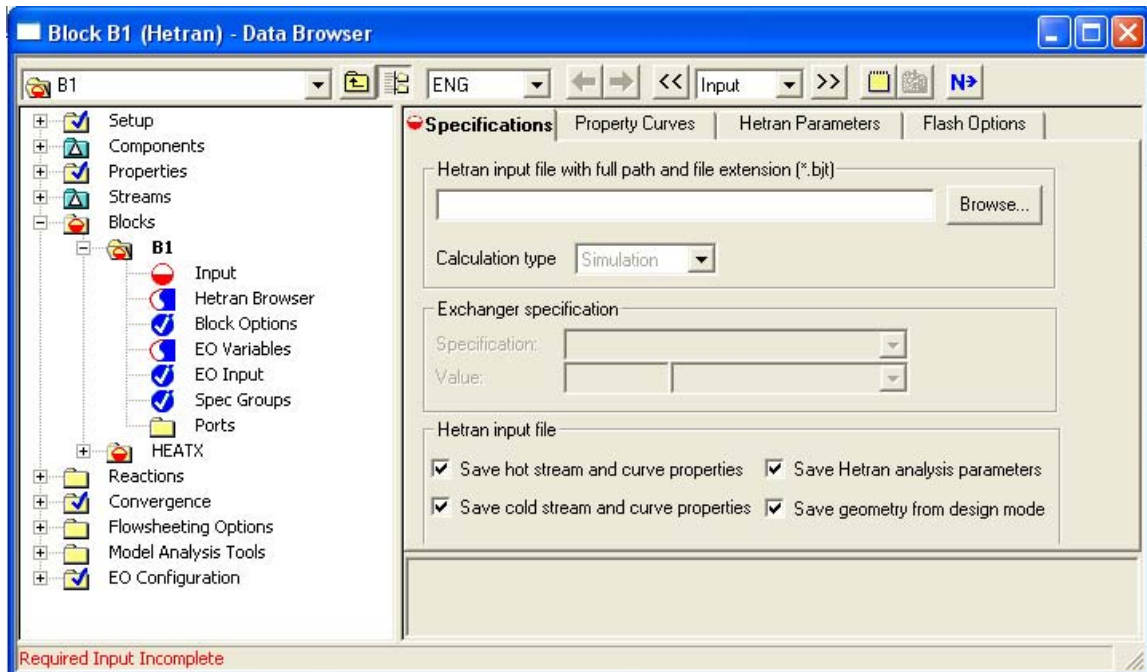 Block B1 (Hetran) - Data Browser
B1
ENG
<<
Input
>>
N>
Setup
Components
Properties
Streams
Blocks
B1
Input
Hetran Browser
Block Options
EO Variables
EO Input
Spec Groups
Ports
HEATX
Reactions
Convergence
Flowsheeting Options
Model Analysis Tools
EO Configuration
Specifications Property Curves Hetran Parameters Flash Options
Hetran input file with full path and file extension (*.bjt)
Browse...
Calculation type Simulation
Exchanger specification
Specification:
Value:
Hetran input file
Save hot stream and curve properties Save Hetran analysis parameters
Save cold stream and curve properties Save geometry from design mode
Required Input Incomplete